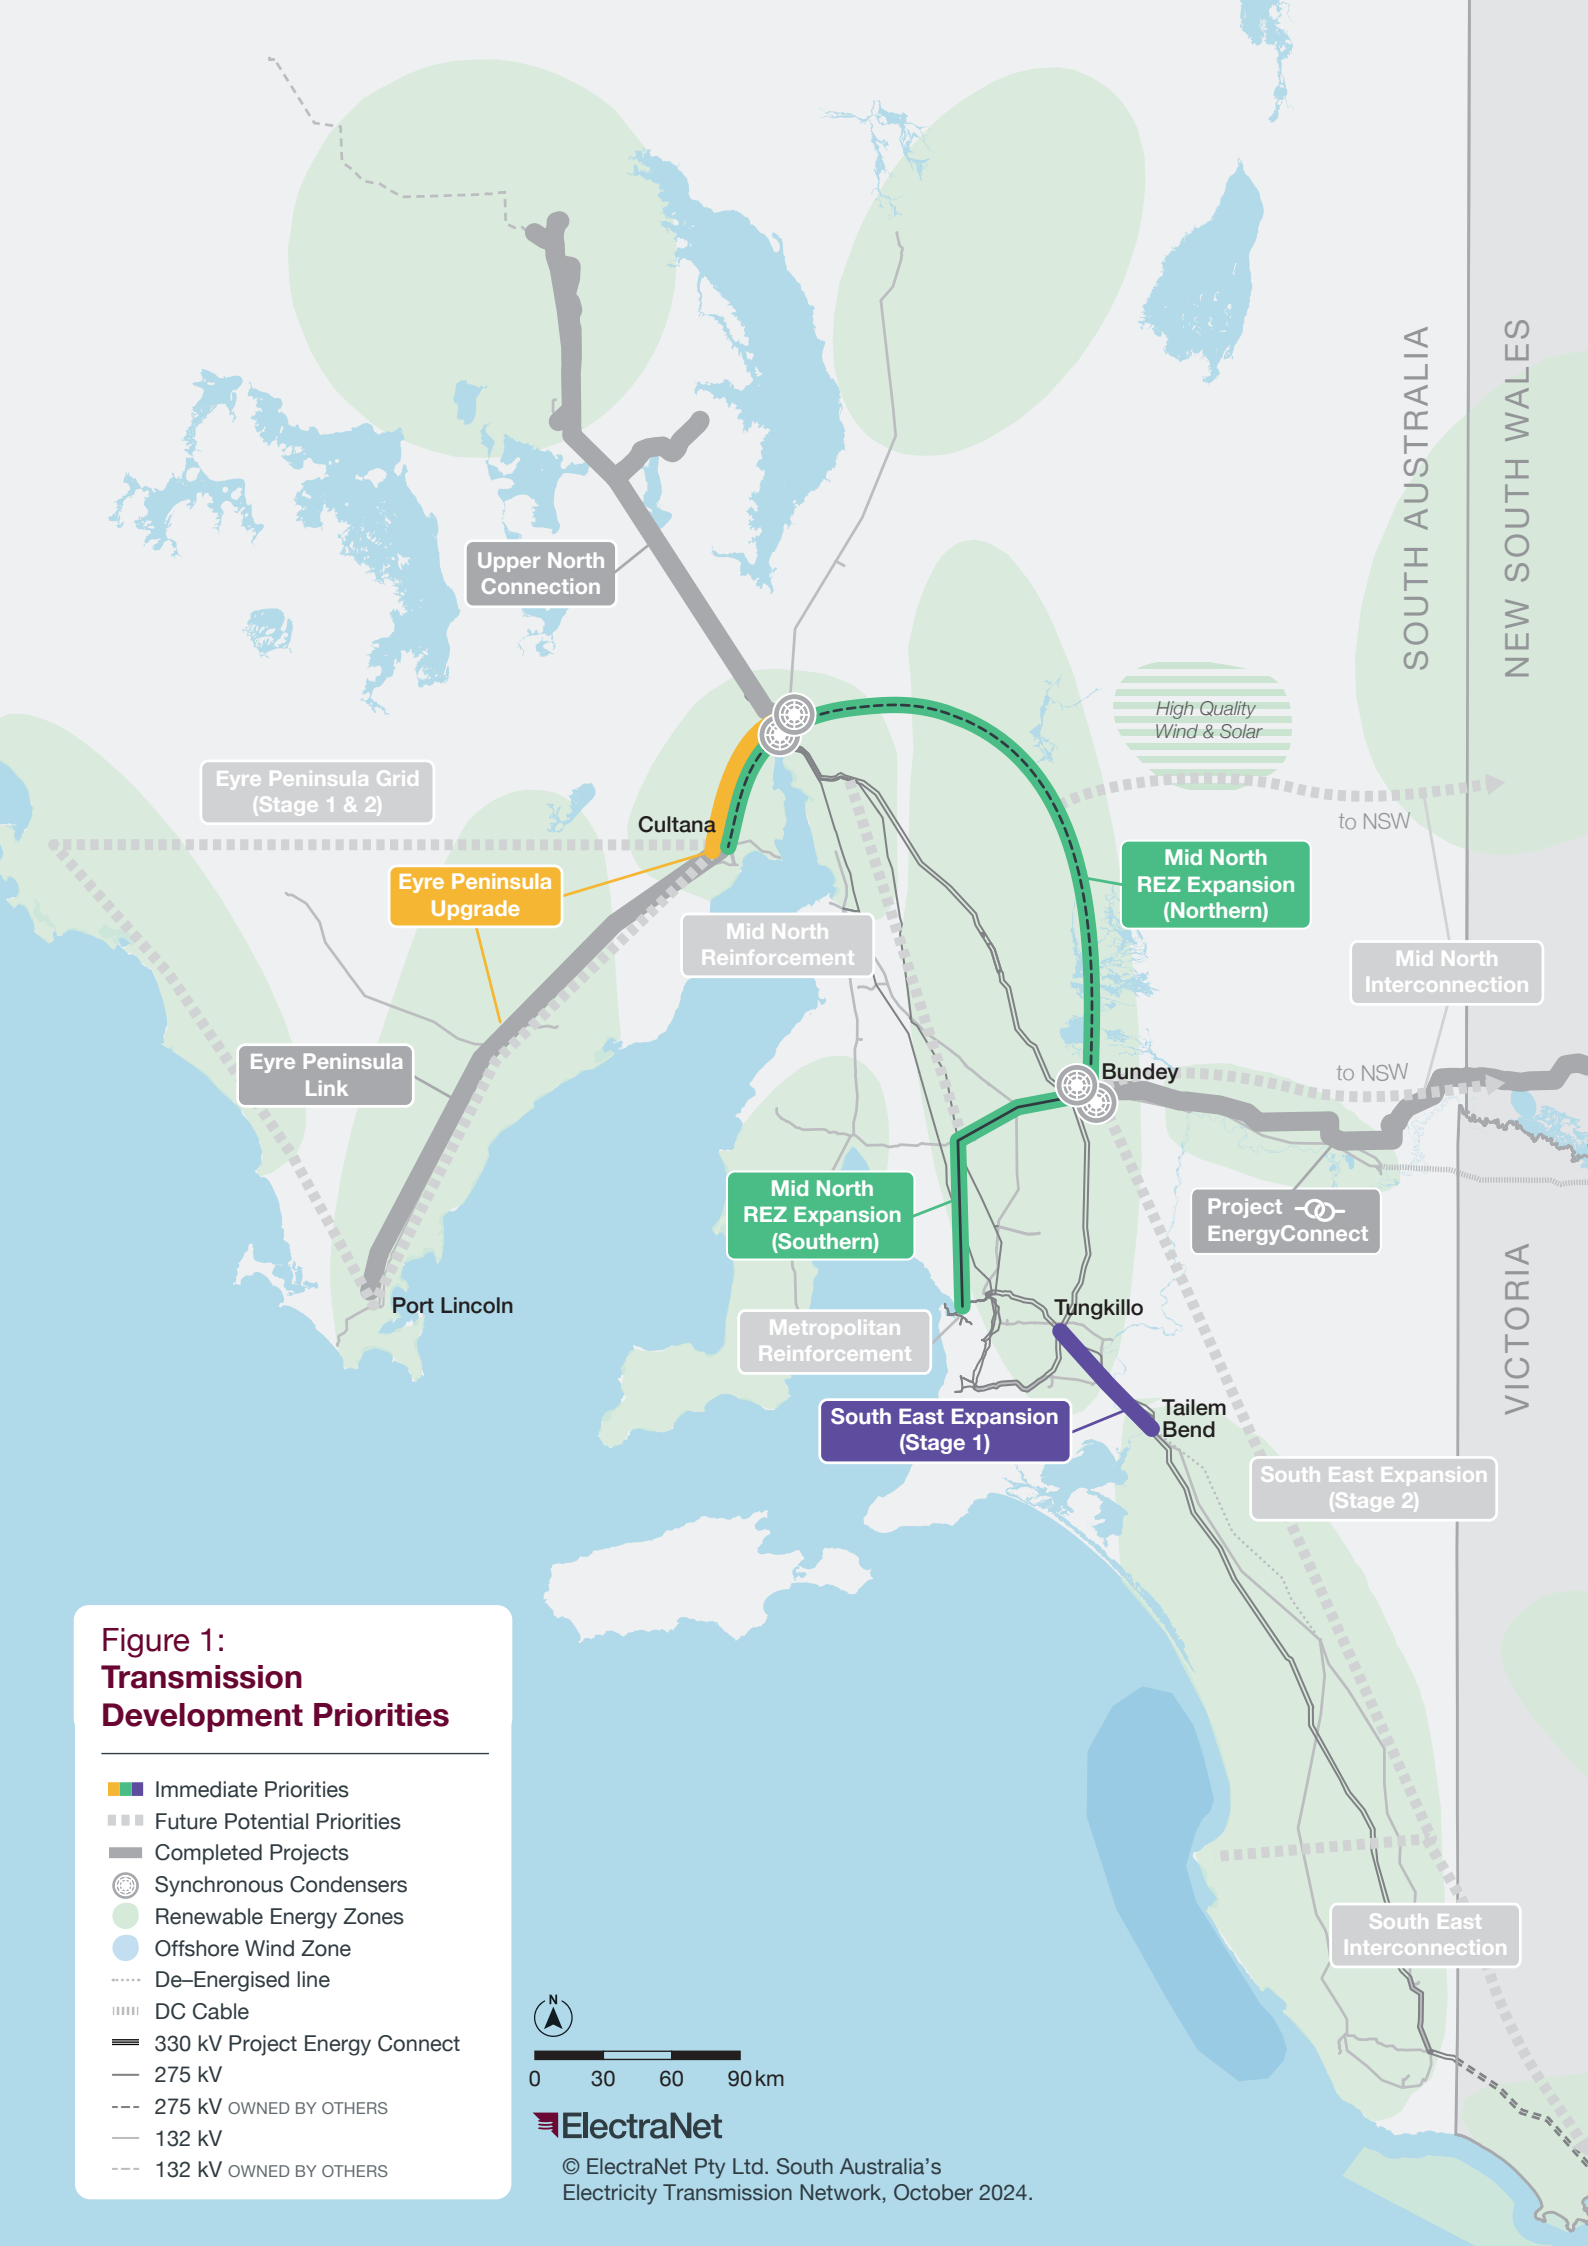 SOUTH AUSTRALIA
NEW SOUTH WALES
Upper North
Connection
High Quality
Wind & Solar
Eyre Peninsula Grid
(Stage 1 & 2)
Cultana
to NSW
Eyre Peninsula
Upgrade
Mid North
REZ Expansion
(Northern)
Mid North
Reinforcement
Mid North
Interconnection
Eyre Peninsula
Link
Bundey
to NSW
Mid North
REZ Expansion
(Southern)
Project
EnergyConnect
VICTORIA
Port Lincoln
Tungkillo
Metropolitan
Reinforcement
South East Expansion
(Stage 1)
Tailem
Bend
South East Expansion
(Stage 2)
South East
Interconnection
Figure 1:
Transmission
Development Priorities
Immediate Priorities
Future Potential Priorities
Completed Projects
Synchronous Condensers
Renewable Energy Zones
Offshore Wind Zone
De–Energised line
DC Cable
330 kV Project Energy Connect
275 kV
275 kV OWNED BY OTHERS
132 kV
132 kV OWNED BY OTHERS
N
0 30 60 90 km
ElectraNet
© ElectraNet Pty Ltd. South Australia's
Electricity Transmission Network, October 2024.